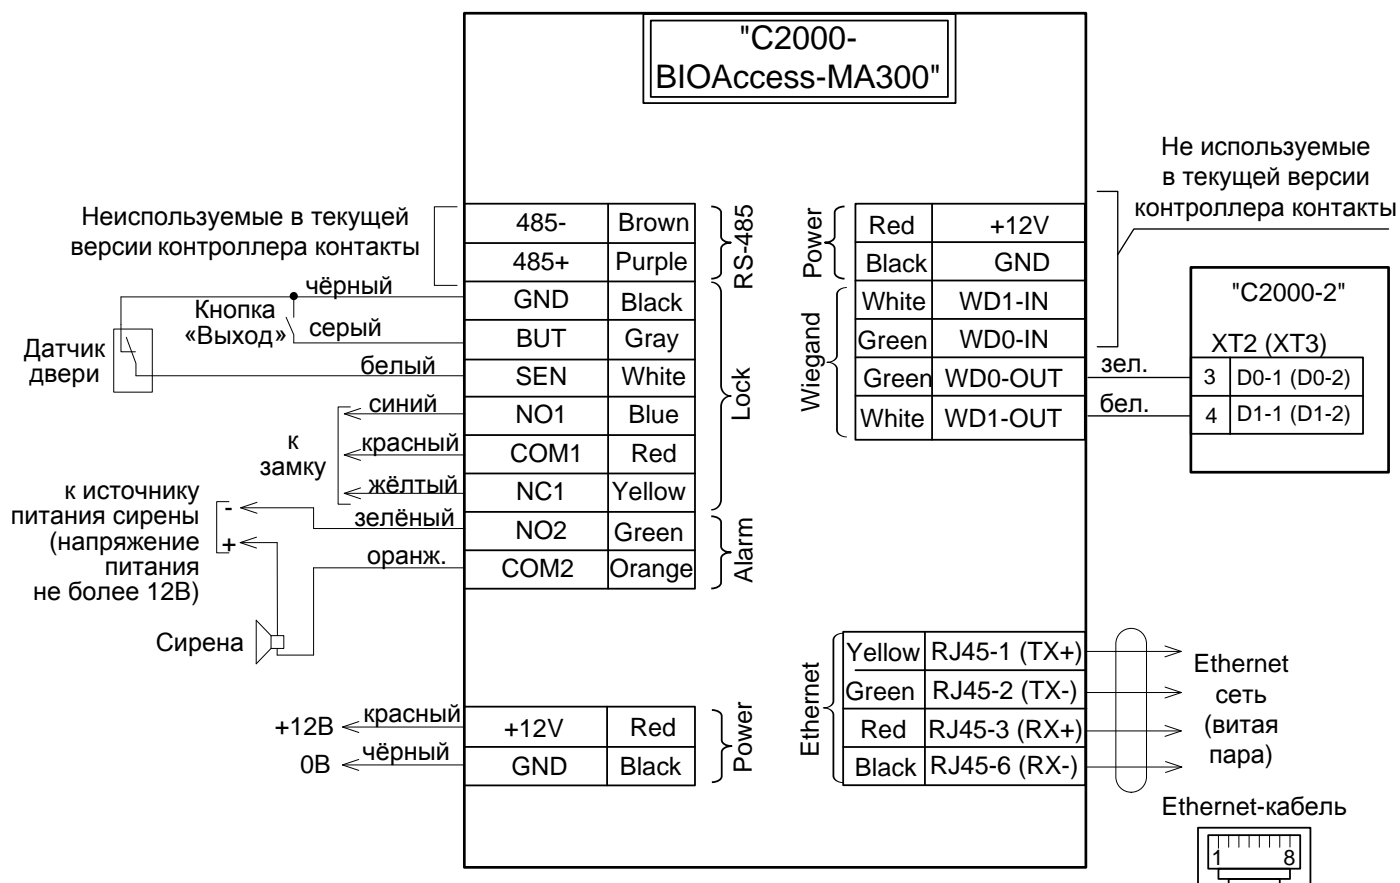 "С2000-
BIOAccess-MA300"
Неиспользуемые в текущей
версии контроллера контакты
чёрный
Кнопка
«Выход»
серый
Датчик
двери
белый
синий
к
замку
красный
жёлтый
к источнику
питания сирены
(напряжение
питания
не более 12В)
-
+
зелёный
оранж.
Сирена
+12В
красный
0В
чёрный
485- Brown
485+ Purple
GND Black
BUT Gray
SEN White
NO1 Blue
COM1 Red
NC1 Yellow
NO2 Green
COM2 Orange
RS-485
Lock
Alarm
+12V Red
GND Black
Power
Power
Red +12V
Black GND
Wiegand
White WD1-IN
Green WD0-IN
Green WD0-OUT
White WD1-OUT
Не используемые
в текущей версии
контроллера контакты
зел.
бел.
"С2000-2"
XT2 (XT3)
3 D0-1 (D0-2)
4 D1-1 (D1-2)
Ethernet
Yellow RJ45-1 (TX+)
Green RJ45-2 (TX-)
Red RJ45-3 (RX+)
Black RJ45-6 (RX-)
Ethernet
сеть
(витая
пара)
Ethernet-кабель
1 8